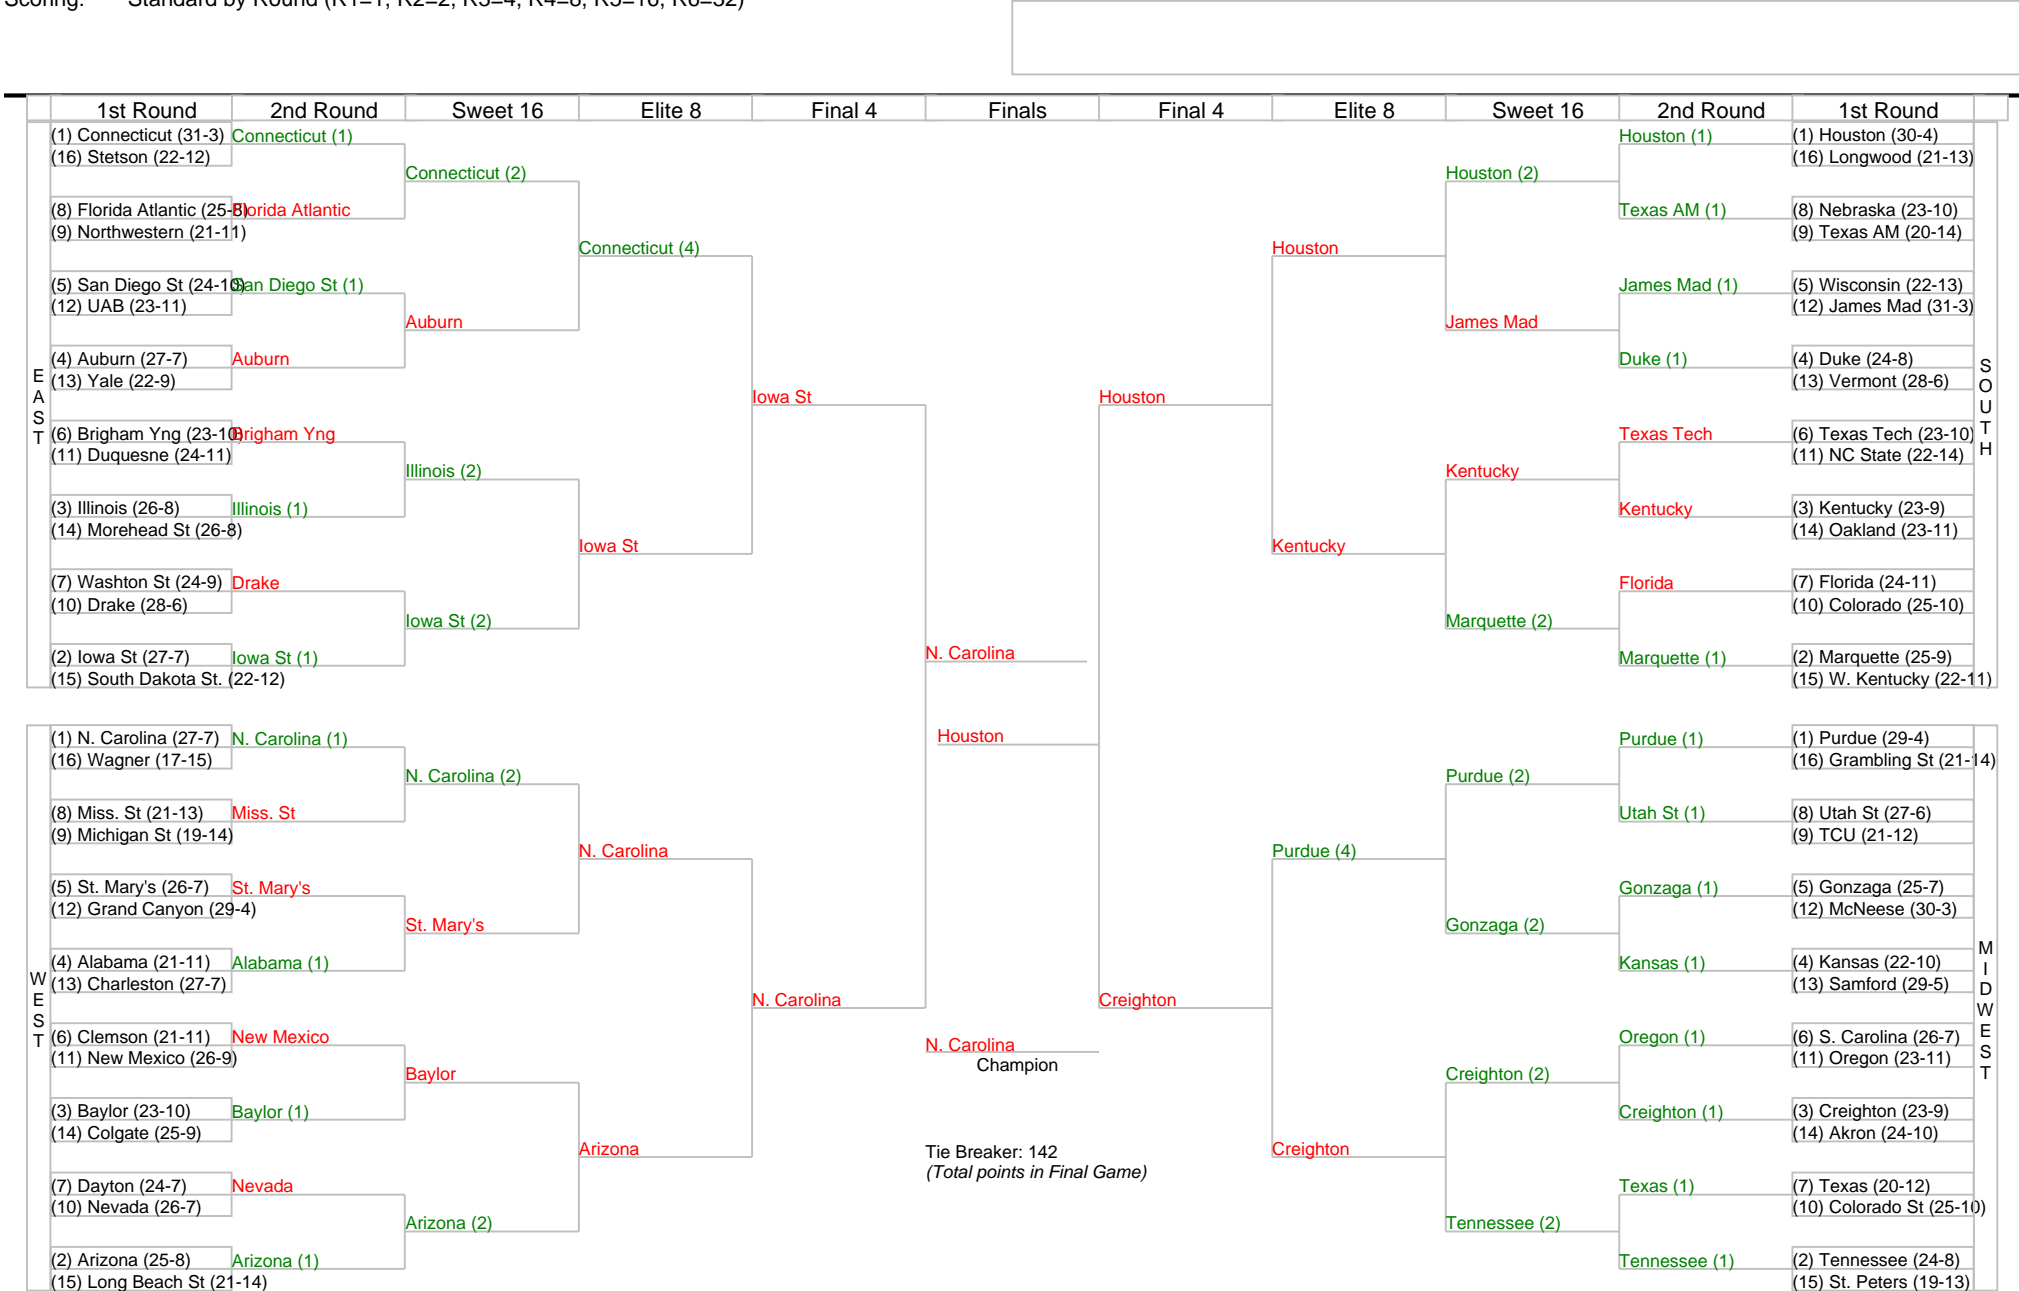 Scoring: Standard by Round (R1=1, R2=2, R3=4, R4=8, R5=16, R6=32)
1st Round 2nd Round Sweet 16 Elite 8 Final 4 Finals Final 4 Elite 8 Sweet 16 2nd Round 1st Round
EAST
(1) Connecticut (31-3)
(16) Stetson (22-12)
(8) Florida Atlantic (25-8)
(9) Northwestern (21-11)
(5) San Diego St (24-10)
(12) UAB (23-11)
(4) Auburn (27-7)
(13) Yale (22-9)
(6) Brigham Yng (23-10)
(11) Duquesne (24-11)
(3) Illinois (26-8)
(14) Morehead St (26-8)
(7) Washton St (24-9)
(10) Drake (28-6)
(2) Iowa St (27-7)
(15) South Dakota St. (22-12)
Connecticut (1)
Florida Atlantic
San Diego St (1)
Auburn
Brigham Yng
Illinois (1)
Drake
Iowa St (1)
Connecticut (2)
Auburn
Illinois (2)
Iowa St (2)
Connecticut (4)
Iowa St
Iowa St
WEST
(1) N. Carolina (27-7)
(16) Wagner (17-15)
(8) Miss. St (21-13)
(9) Michigan St (19-14)
(5) St. Mary's (26-7)
(12) Grand Canyon (29-4)
(4) Alabama (21-11)
(13) Charleston (27-7)
(6) Clemson (21-11)
(11) New Mexico (26-9)
(3) Baylor (23-10)
(14) Colgate (25-9)
(7) Dayton (24-7)
(10) Nevada (26-7)
(2) Arizona (25-8)
(15) Long Beach St (21-14)
N. Carolina (1)
Miss. St
St. Mary's
Alabama (1)
New Mexico
Baylor (1)
Nevada
Arizona (1)
N. Carolina (2)
St. Mary's
Baylor
Arizona (2)
N. Carolina
Arizona
N. Carolina
N. Carolina
Houston
N. Carolina
Champion
Tie Breaker: 142
(Total points in Final Game)
Houston
Creighton
Houston
Kentucky
Houston (2)
James Mad
Kentucky
Marquette (2)
Houston (1)
Texas AM (1)
James Mad (1)
Duke (1)
Texas Tech
Kentucky
Florida
Marquette (1)
(1) Houston (30-4)
(16) Longwood (21-13)
(8) Nebraska (23-10)
(9) Texas AM (20-14)
(5) Wisconsin (22-13)
(12) James Mad (31-3)
(4) Duke (24-8)
(13) Vermont (28-6)
(6) Texas Tech (23-10)
(11) NC State (22-14)
(3) Kentucky (23-9)
(14) Oakland (23-11)
(7) Florida (24-11)
(10) Colorado (25-10)
(2) Marquette (25-9)
(15) W. Kentucky (22-11)
SOUTH
Purdue (4)
Creighton
Purdue (2)
Gonzaga (2)
Creighton (2)
Tennessee (2)
Purdue (1)
Utah St (1)
Gonzaga (1)
Kansas (1)
Oregon (1)
Creighton (1)
Texas (1)
Tennessee (1)
(1) Purdue (29-4)
(16) Grambling St (21-14)
(8) Utah St (27-6)
(9) TCU (21-12)
(5) Gonzaga (25-7)
(12) McNeese (30-3)
(4) Kansas (22-10)
(13) Samford (29-5)
(6) S. Carolina (26-7)
(11) Oregon (23-11)
(3) Creighton (23-9)
(14) Akron (24-10)
(7) Texas (20-12)
(10) Colorado St (25-10)
(2) Tennessee (24-8)
(15) St. Peters (19-13)
MIDWEST